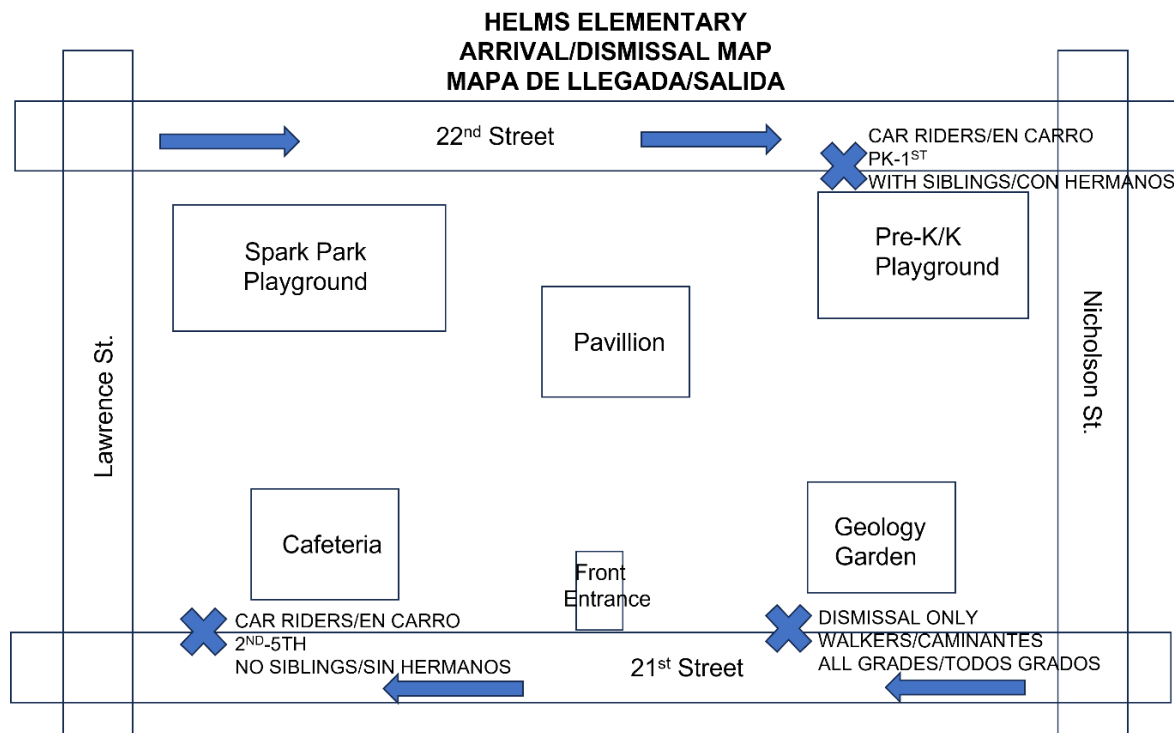 HELMS ELEMENTARY
ARRIVAL/DISMISSAL MAP
MAPA DE LLEGADA/SALIDA
22nd Street
CAR RIDERS/EN CARRO
PK-1ST
WITH SIBLINGS/CON HERMANOS
Spark Park
Playground
Pre-K/K
Playground
Pavillion
Lawrence St.
Nicholson St.
Cafeteria
Geology
Garden
Front
Entrance
CAR RIDERS/EN CARRO
2ND-5TH
NO SIBLINGS/SIN HERMANOS
DISMISSAL ONLY
WALKERS/CAMINANTES
ALL GRADES/TODOS GRADOS
21st Street